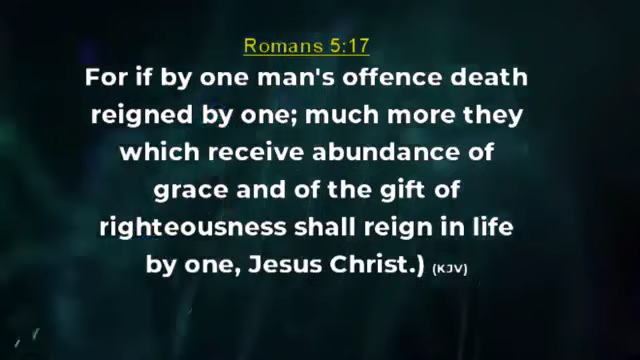 Romans 5:17
For if by one man's offence death
reigned by one; much more they
which receive abundance of
grace and of the gift of
righteousness shall reign in life
by one, Jesus Christ.) (KJV)